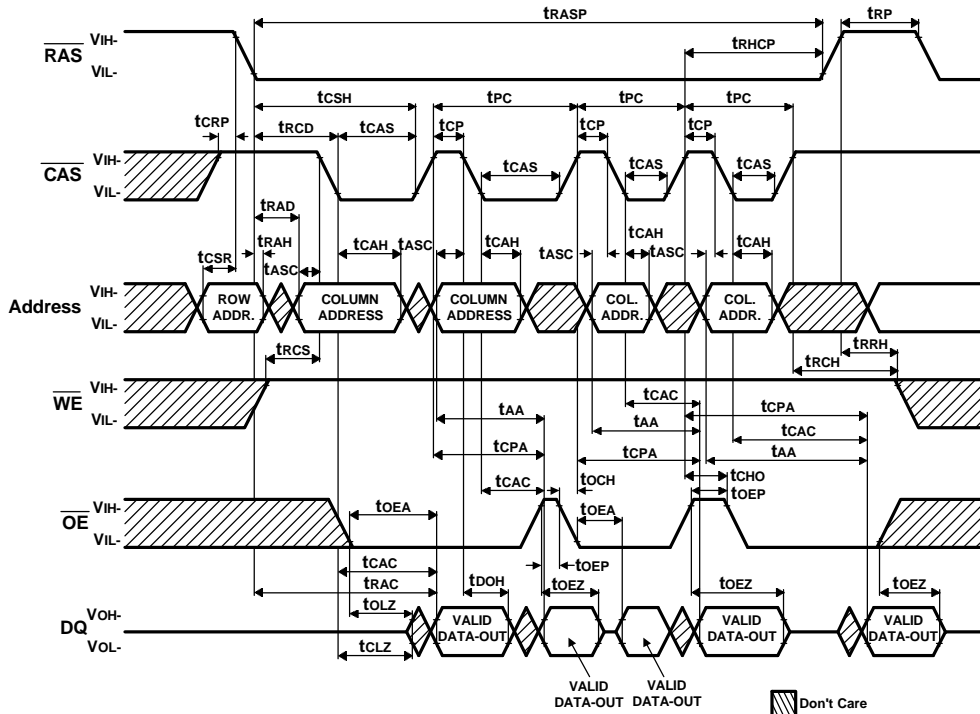 tRASP
tRP
tRHCP
RAS
VIH-
VIL-
tCSH
tPC
tPC
tPC
tCRP
tRCD
tCAS
tCP
tCP
tCP
CAS
VIH-
VIL-
tCAS
tCAS
tCAS
tRAD
tRAH
tCSR
tASC
tCAH
tASC
tCAH
tASC
tCAH
tASC
tCAH
Address
VIH-
VIL-
ROW
ADDR.
COLUMN
ADDRESS
COLUMN
ADDRESS
COL.
ADDR.
COL.
ADDR.
tRCS
tRRH
tRCH
WE
VIH-
VIL-
tCAC
tCPA
tAA
tAA
tCAC
tCPA
tCPA
tAA
tCAC
tOCH
tCHO
tOEP
OE
VIH-
VIL-
tOEA
tOEA
tCAC
tOEP
tRAC
tDOH
tOEZ
tOEZ
tOEZ
tOLZ
DQ
VOH-
VOL-
VALID
DATA-OUT
VALID
DATA-OUT
VALID
DATA-OUT
tCLZ
VALID
DATA-OUT
VALID
DATA-OUT
Don't Care